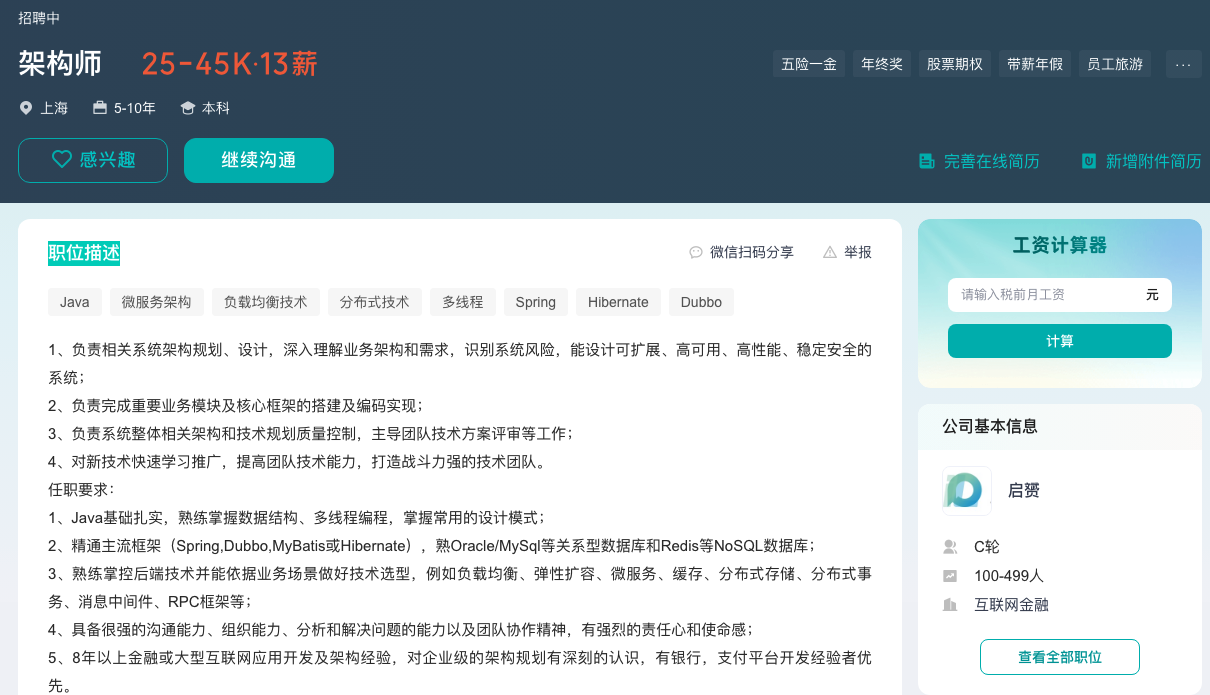 招聘中
架构师 25-45K·13薪
五险一金 年终奖 股票期权 带薪年假 员工旅游 ···
上海 5-10年 本科
感兴趣 继续沟通
完善在线简历 新增附件简历
职位描述
微信扫码分享 举报
Java 微服务架构 负载均衡技术 分布式技术 多线程 Spring Hibernate Dubbo
1、负责相关系统架构规划、设计，深入理解业务架构和需求，识别系统风险，能设计可扩展、高可用、高性能、稳定安全的
系统；
2、负责完成重要业务模块及核心框架的搭建及编码实现；
3、负责系统整体相关架构和技术规划质量控制，主导团队技术方案评审等工作；
4、对新技术快速学习推广，提高团队技术能力，打造战斗力强的技术团队。
任职要求：
1、Java基础扎实，熟练掌握数据结构、多线程编程，掌握常用的设计模式；
2、精通主流框架（Spring,Dubbo,MyBatis或Hibernate），熟Oracle/MySql等关系型数据库和Redis等NoSQL数据库；
3、熟练掌控后端技术并能依据业务场景做好技术选型，例如负载均衡、弹性扩容、微服务、缓存、分布式存储、分布式事
务、消息中间件、RPC框架等；
4、具备很强的沟通能力、组织能力、分析和解决问题的能力以及团队协作精神，有强烈的责任心和使命感；
5、8年以上金融或大型互联网应用开发及架构经验，对企业级的架构规划有深刻的认识，有银行，支付平台开发经验者优
先。
工资计算器
请输入税前月工资 元
计算
公司基本信息
启赟
C轮
100-499人
互联网金融
查看全部职位